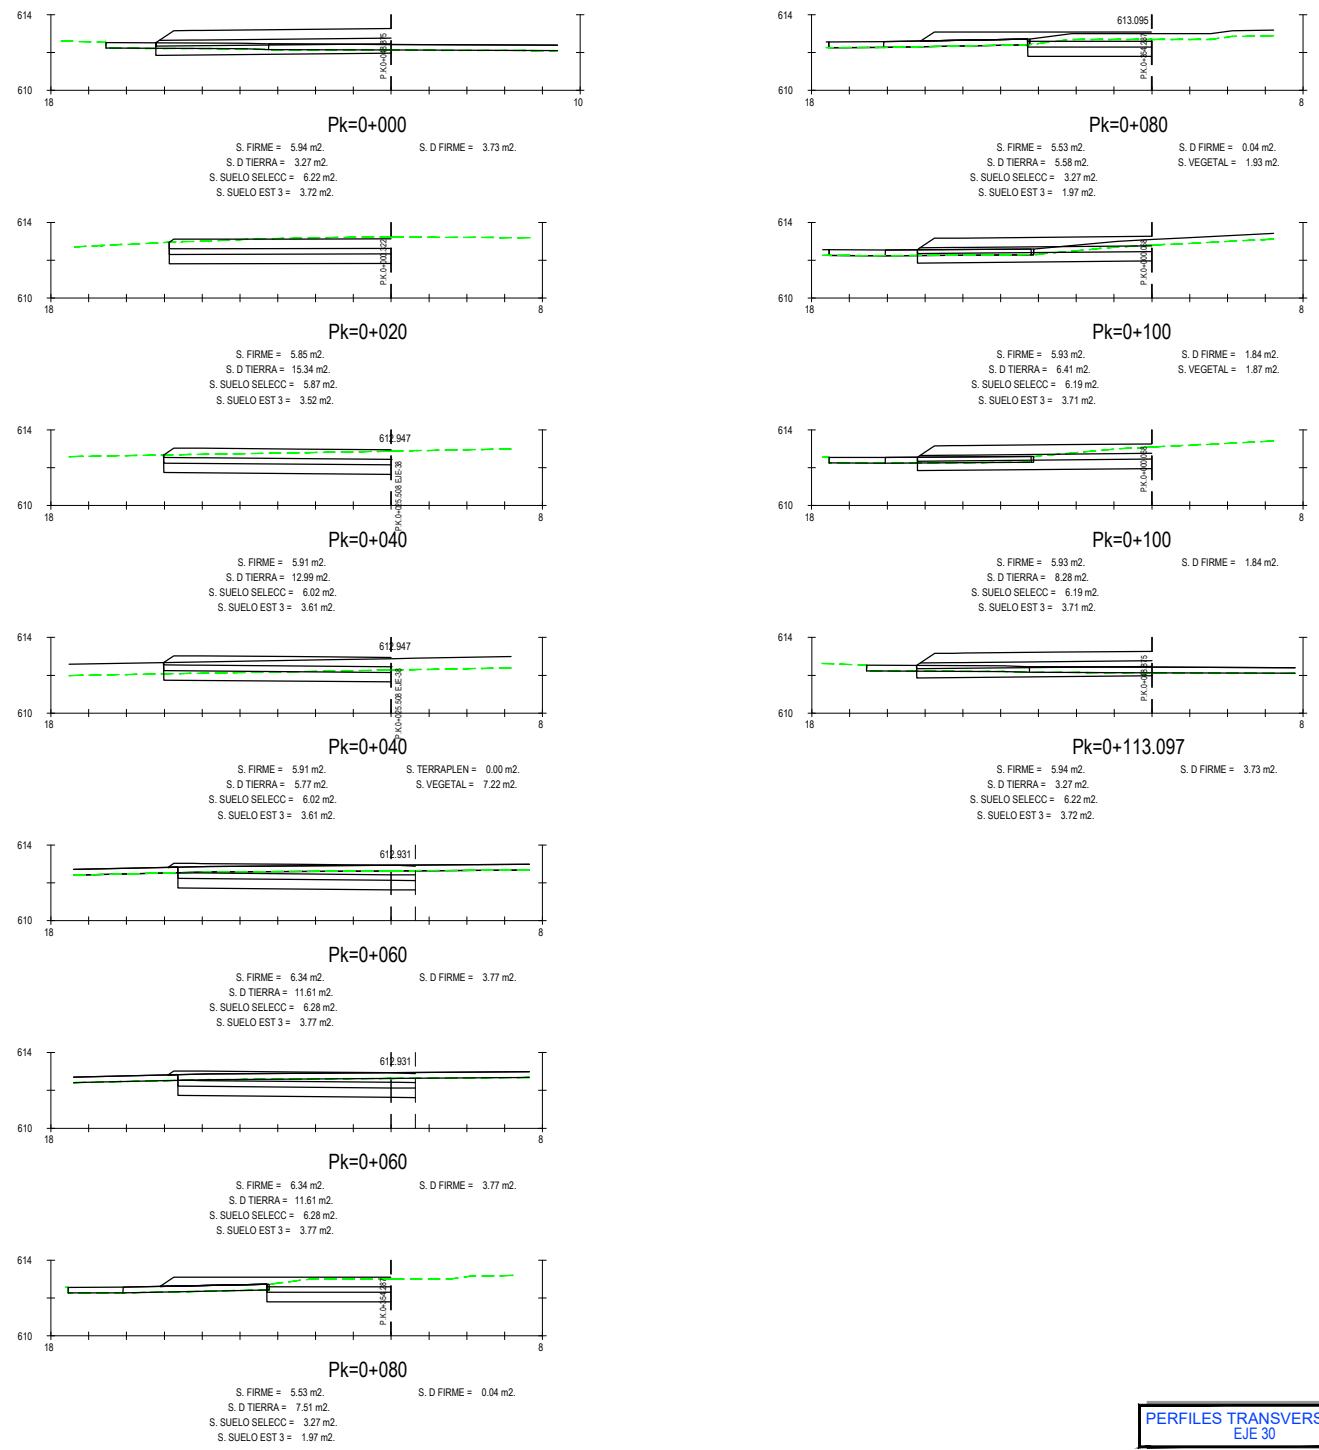 614
610
18
10
P.K.0+0
Pk=0+000
S. FIRME = 5.94 m2.
S. D FIRME = 3.73 m2.
S. D TIERRA = 3.27 m2.
S. SUELO SELECC = 6.22 m2.
S. SUELO EST 3 = 3.72 m2.
614
610
18
8
Pk=0+020
S. FIRME = 5.85 m2.
S. D TIERRA = 15.34 m2.
S. SUELO SELECC = 5.87 m2.
S. SUELO EST 3 = 3.52 m2.
614
612.947
610
18
8
P.K.0+025.508 EJE-38
Pk=0+040
S. FIRME = 5.91 m2.
S. D TIERRA = 12.99 m2.
S. SUELO SELECC = 6.02 m2.
S. SUELO EST 3 = 3.61 m2.
614
612.947
610
18
8
P.K.0+025.508 EJE-38
Pk=0+040
S. FIRME = 5.91 m2.
S. TERRAPLEN = 0.00 m2.
S. D TIERRA = 5.77 m2.
S. VEGETAL = 7.22 m2.
S. SUELO SELECC = 6.02 m2.
S. SUELO EST 3 = 3.61 m2.
614
612.931
610
18
8
Pk=0+060
S. FIRME = 6.34 m2.
S. D FIRME = 3.77 m2.
S. D TIERRA = 11.61 m2.
S. SUELO SELECC = 6.28 m2.
S. SUELO EST 3 = 3.77 m2.
614
612.931
610
18
8
Pk=0+060
S. FIRME = 6.34 m2.
S. D FIRME = 3.77 m2.
S. D TIERRA = 11.61 m2.
S. SUELO SELECC = 6.28 m2.
S. SUELO EST 3 = 3.77 m2.
614
610
18
8
P.K.0+354.287
Pk=0+080
S. FIRME = 5.53 m2.
S. D FIRME = 0.04 m2.
S. D TIERRA = 7.51 m2.
S. SUELO SELECC = 3.27 m2.
S. SUELO EST 3 = 1.97 m2.
614
613.095
610
18
8
P.K.0+354.287
Pk=0+080
S. FIRME = 5.53 m2.
S. D FIRME = 0.04 m2.
S. D TIERRA = 5.58 m2.
S. VEGETAL = 1.93 m2.
S. SUELO SELECC = 3.27 m2.
S. SUELO EST 3 = 1.97 m2.
614
610
18
8
Pk=0+100
S. FIRME = 5.93 m2.
S. D FIRME = 1.84 m2.
S. D TIERRA = 6.41 m2.
S. VEGETAL = 1.87 m2.
S. SUELO SELECC = 6.19 m2.
S. SUELO EST 3 = 3.71 m2.
614
610
18
8
Pk=0+100
S. FIRME = 5.93 m2.
S. D FIRME = 1.84 m2.
S. D TIERRA = 8.28 m2.
S. SUELO SELECC = 6.19 m2.
S. SUELO EST 3 = 3.71 m2.
614
610
18
8
Pk=0+113.097
S. FIRME = 5.94 m2.
S. D FIRME = 3.73 m2.
S. D TIERRA = 3.27 m2.
S. SUELO SELECC = 6.22 m2.
S. SUELO EST 3 = 3.72 m2.
PERFILES TRANSVERS
EJE 30